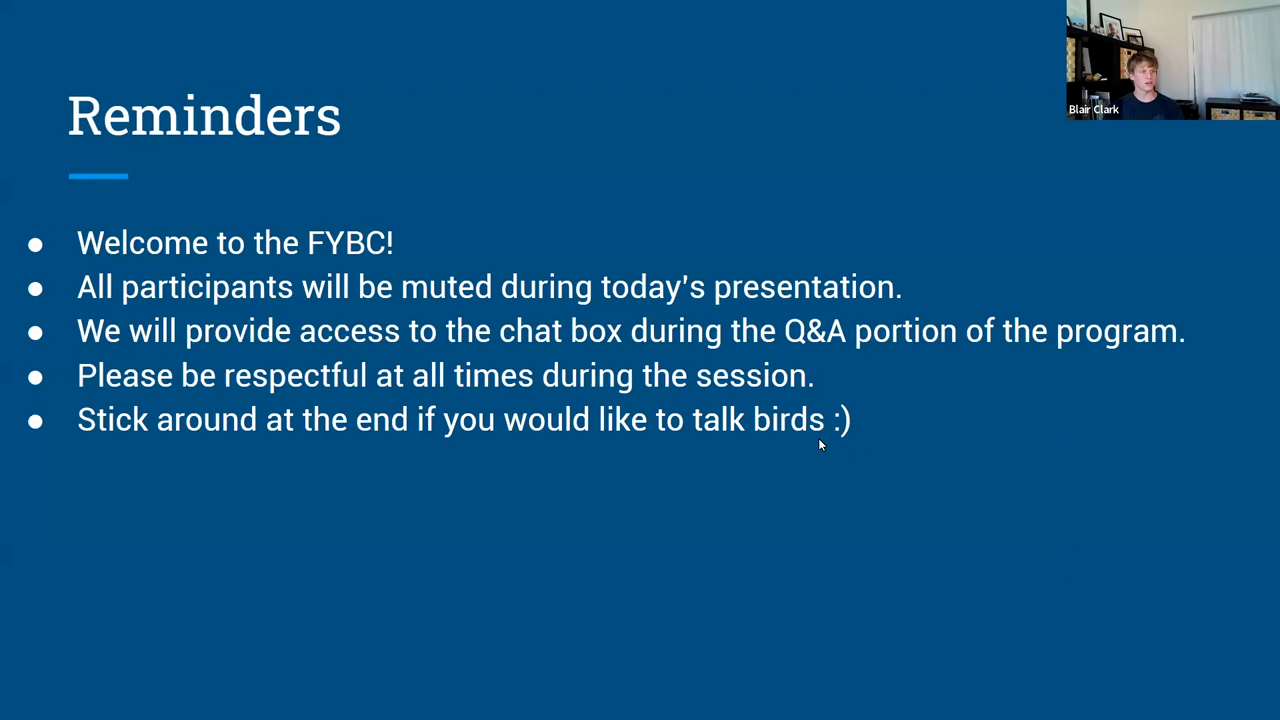 Reminders
● Welcome to the FYBC!
● All participants will be muted during today's presentation.
● We will provide access to the chat box during the Q&A portion of the program.
● Please be respectful at all times during the session.
● Stick around at the end if you would like to talk birds :)
Blair Clark